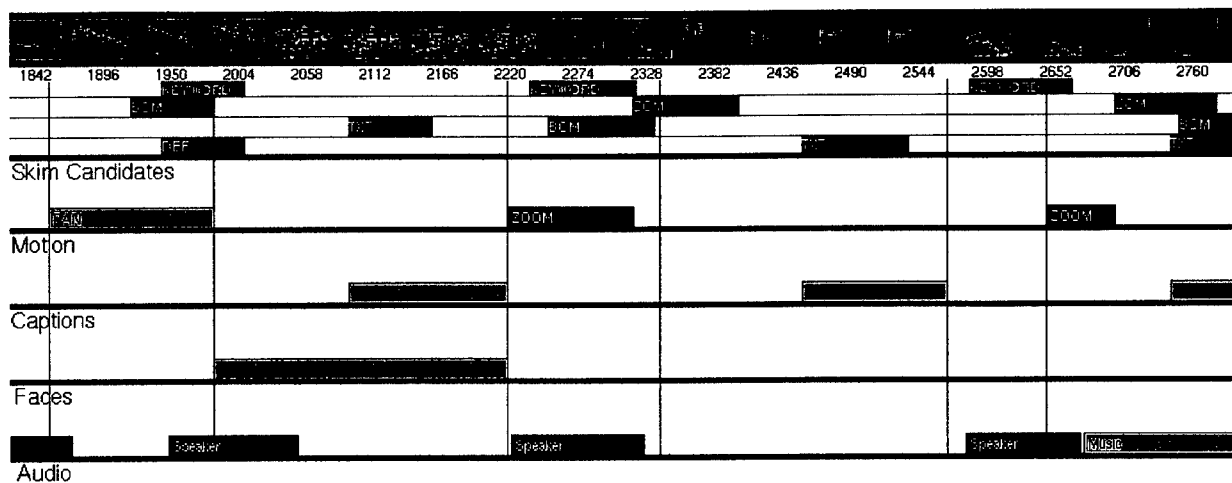 1842 1896 1950 2004 2058 2112 2166 2220 2274 2328 2382 2436 2490 2544 2598 2652 2706 2760
KEYWORD KEYWORD KEYWORD
BCM BCM BCM
TXT BCM BCM
DEF TXT TXT
Skim Candidates
PAN ZOOM ZOOM
Motion
Captions
Faces
Speaker Speaker Speaker Music
Audio